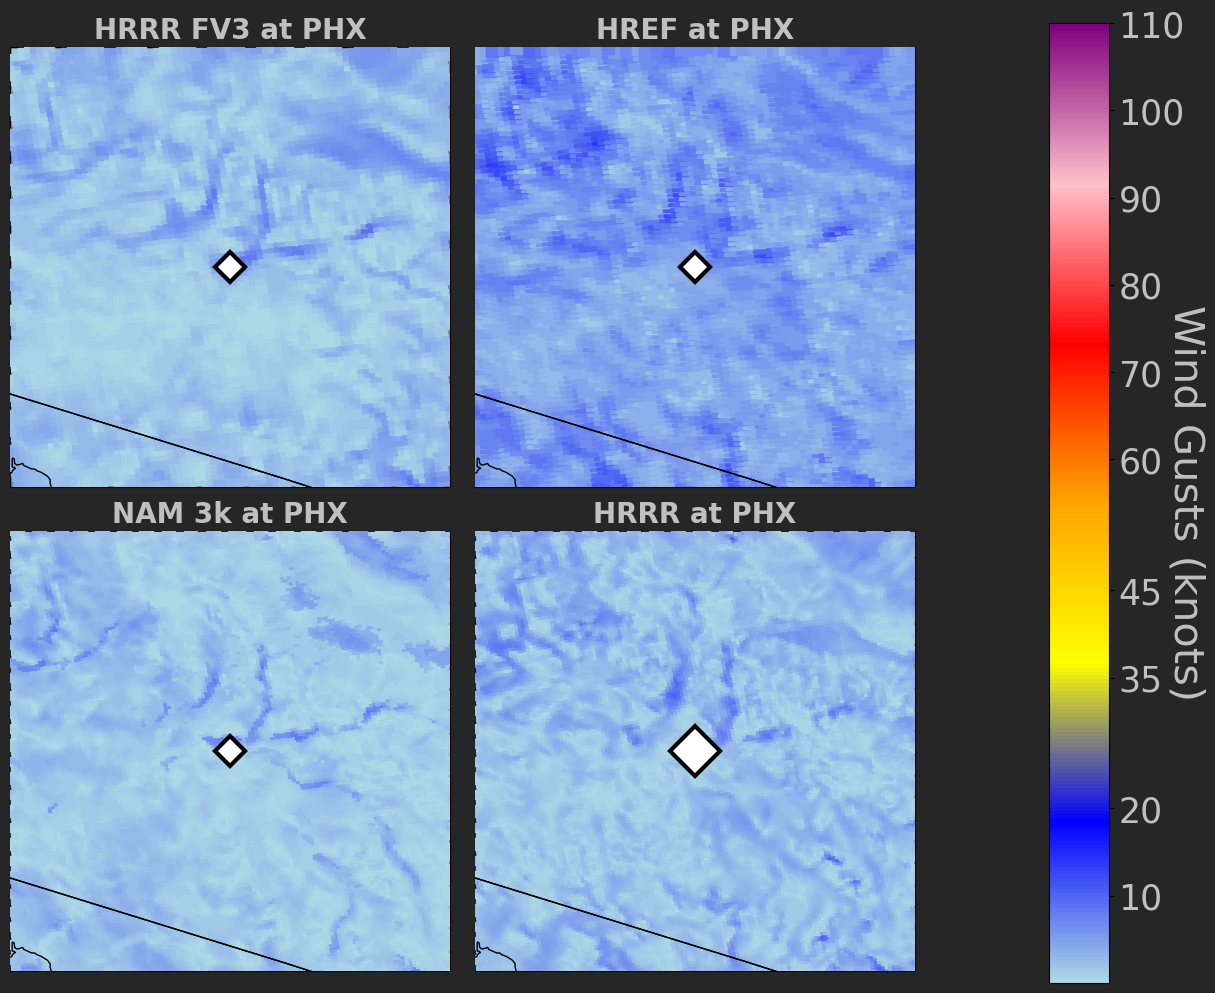 HRRR FV3 at PHX
HREF at PHX
NAM 3k at PHX
HRRR at PHX
110
100
90
80
70
60
45
35
20
10
Wind Gusts (knots)